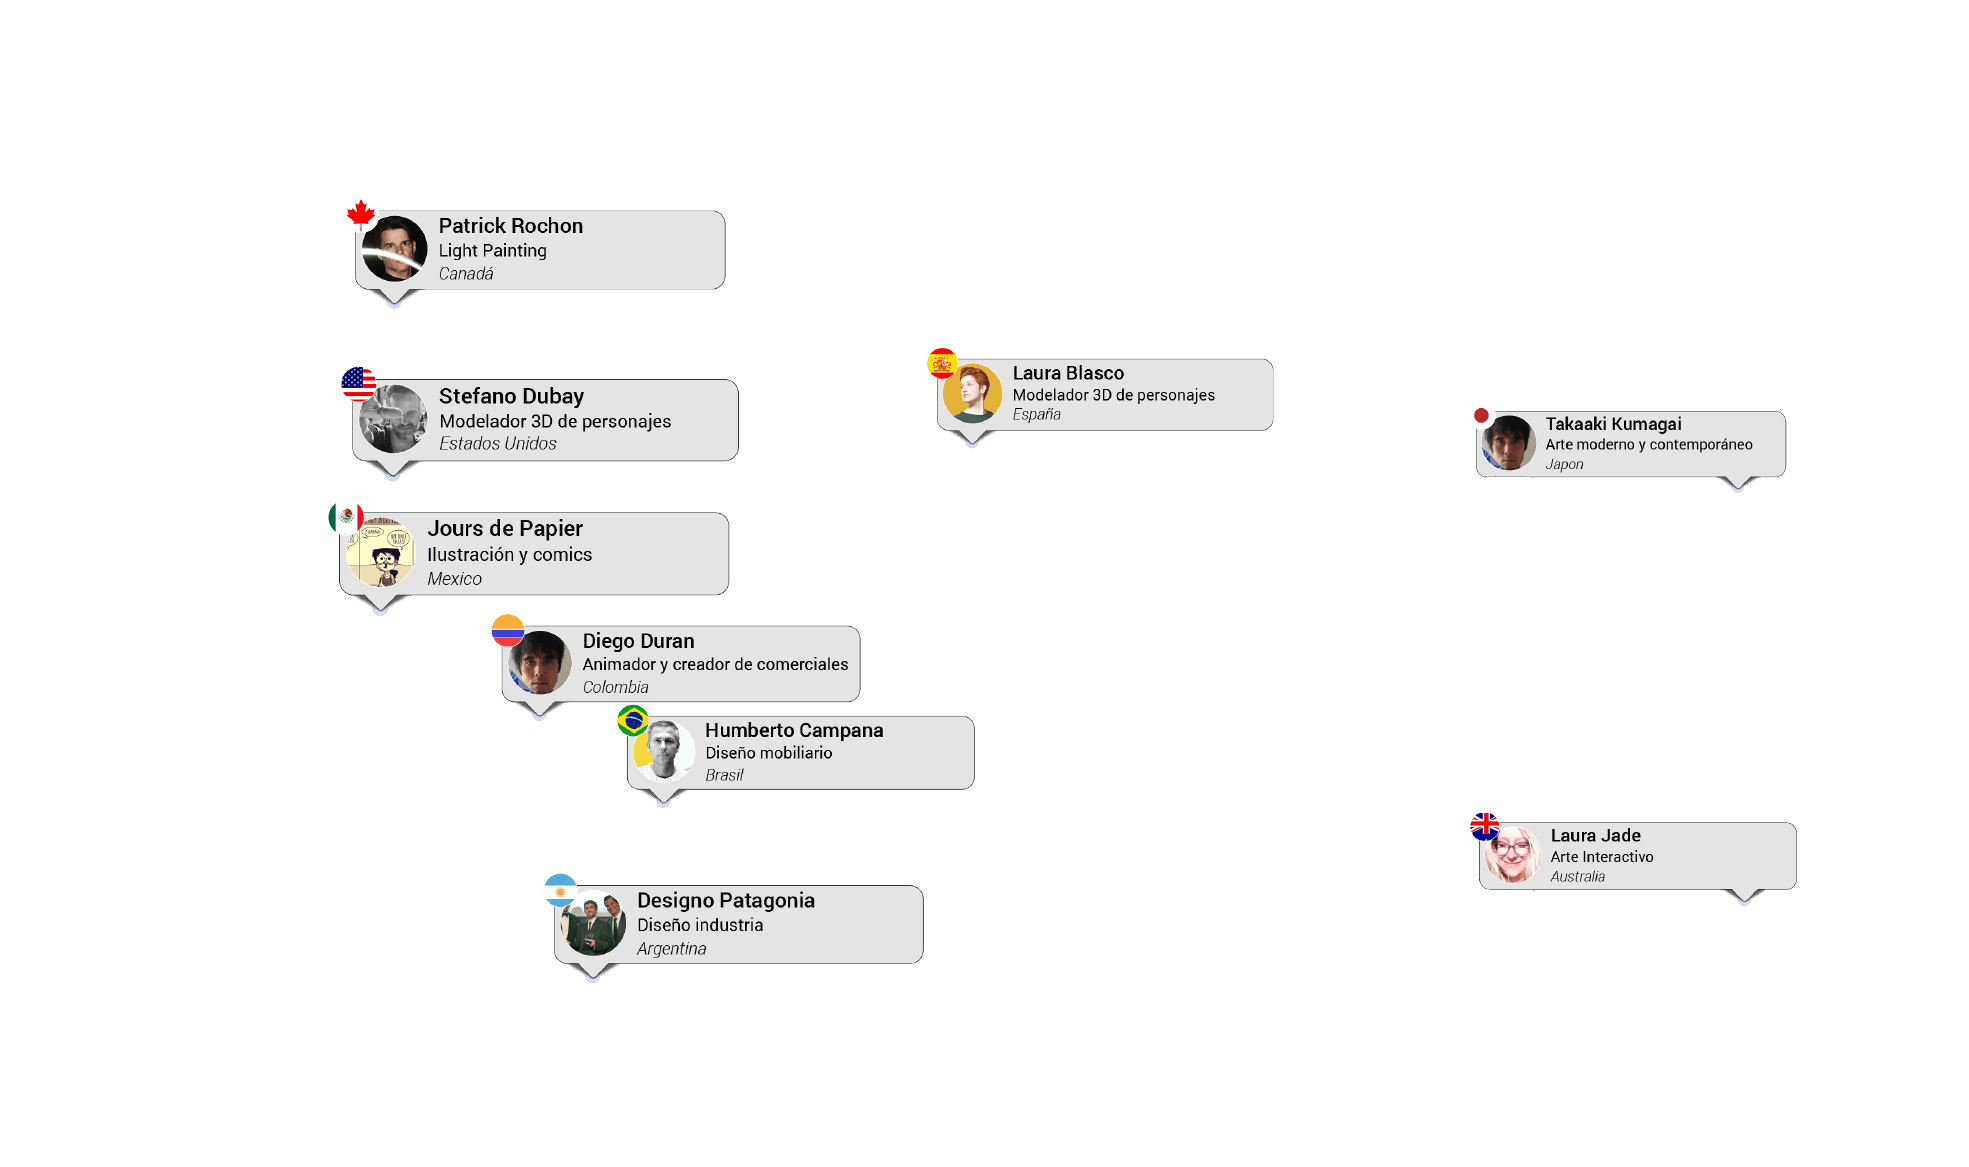 Patrick Rochon
Light Painting
Canadá
Stefano Dubay
Modelador 3D de personajes
Estados Unidos
Laura Blasco
Modelador 3D de personajes
España
Takaaki Kumagai
Arte moderno y contemporáneo
Japon
Jours de Papier
Ilustración y comics
Mexico
Diego Duran
Animador y creador de comerciales
Colombia
Humberto Campana
Diseño mobiliario
Brasil
Laura Jade
Arte Interactivo
Australia
Designo Patagonia
Diseño industria
Argentina